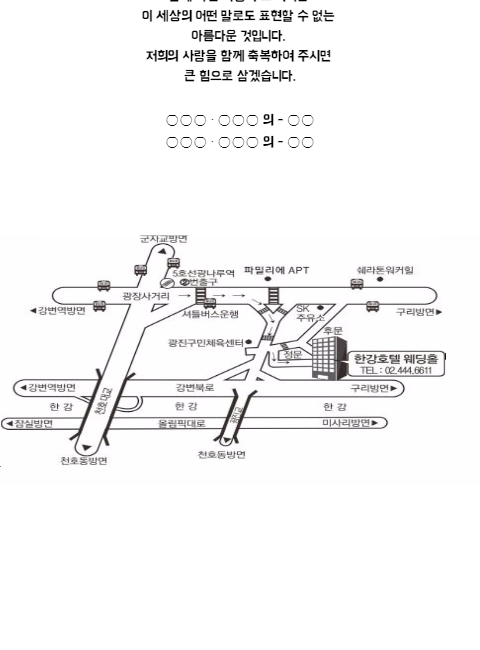 이 세상의 어떤 말로도 표현할 수 없는
아름다운 것입니다.
저희의 사람을 함께 축복하여 주시면
큰 힘으로 삼겠습니다.
○○○ · ○○○ 의 - ○○
○○○ · ○○○ 의 - ○○
군자교방면
5호선광나루역
②번출구
파밀리에 APT
쉐라톤워커힐
광장사거리
강변역방면
셔틀버스운행
SK
주유소
구리방면
후문
광진구민체육센터
정문
한강호텔 웨딩홀
TEL : 02.444.6611
강변역방면
강변북로
구리방면
천호대교
한 강
한 강
한 강
잠실방면
올림픽대로
미사리방면
천호동방면
천호동방면